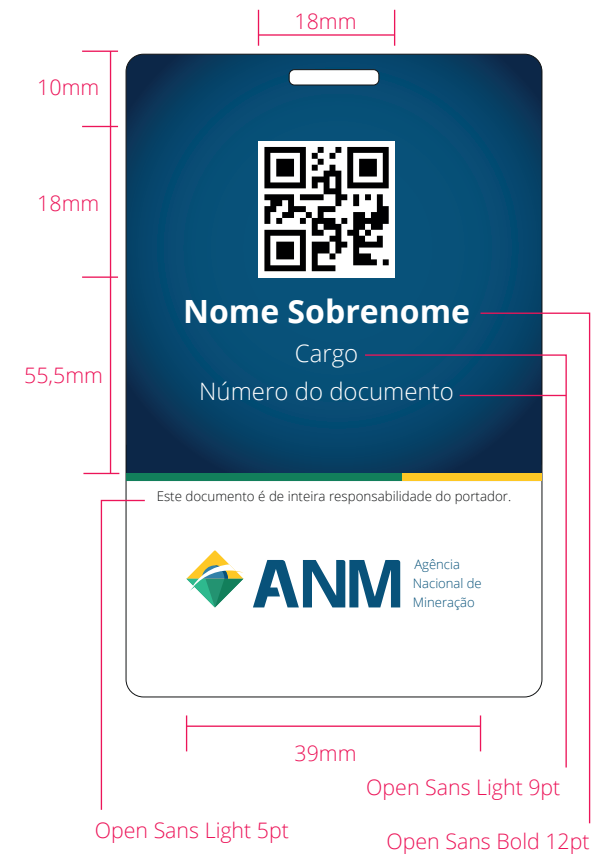 18mm
10mm
18mm
Nome Sobrenome
Cargo
55,5mm
Número do documento
Este documento é de inteira responsabilidade do portador.
ANM
Agência
Nacional de
Mineração
39mm
Open Sans Light 9pt
Open Sans Light 5pt
Open Sans Bold 12pt